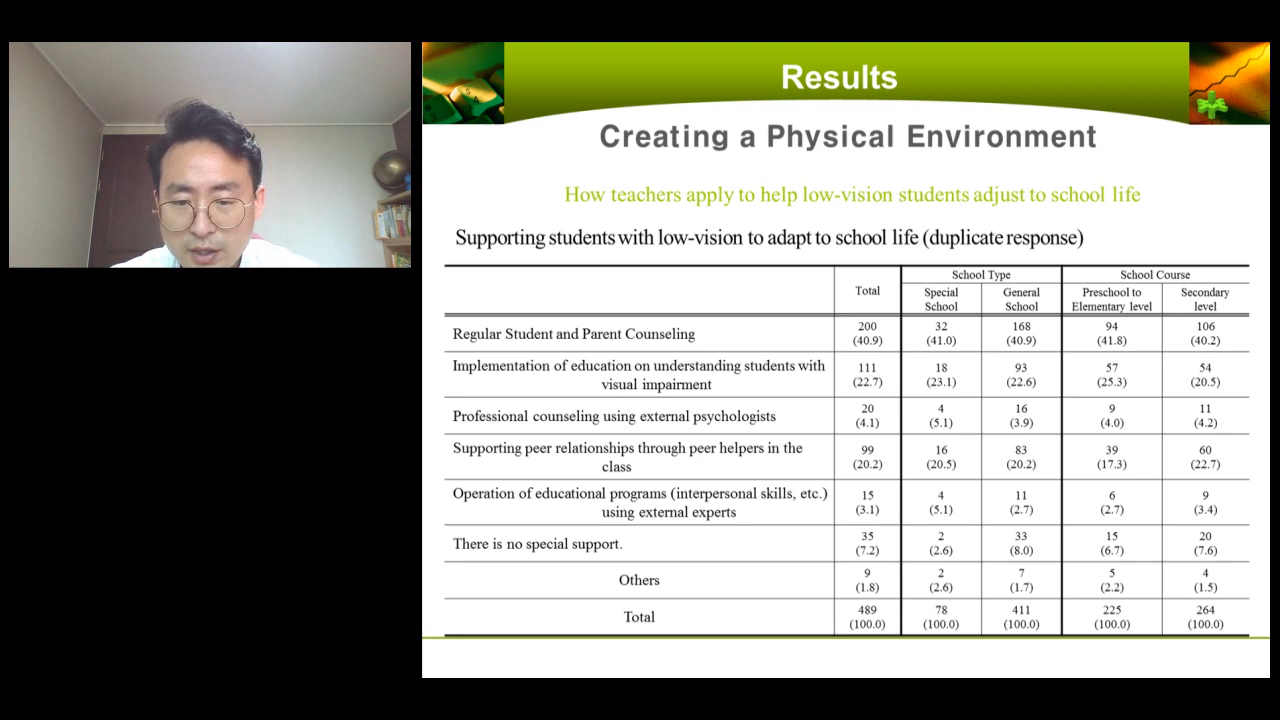 Results
Creating a Physical Environment
How teachers apply to help low-vision students adjust to school life
Supporting students with low-vision to adapt to school life (duplicate response)
Total School Type School Course
Special School General School Preschool to Elementary level Secondary level
Regular Student and Parent Counseling 200 (40.9) 32 (41.0) 168 (40.9) 94 (41.8) 106 (40.2)
Implementation of education on understanding students with visual impairment 111 (22.7) 18 (23.1) 93 (22.6) 57 (25.3) 54 (20.5)
Professional counseling using external psychologists 20 (4.1) 4 (5.1) 16 (3.9) 9 (4.0) 11 (4.2)
Supporting peer relationships through peer helpers in the class 99 (20.2) 16 (20.5) 83 (20.2) 39 (17.3) 60 (22.7)
Operation of educational programs (interpersonal skills, etc.) using external experts 15 (3.1) 4 (5.1) 11 (2.7) 6 (2.7) 9 (3.4)
There is no special support. 35 (7.2) 2 (2.6) 33 (8.0) 15 (6.7) 20 (7.6)
Others 9 (1.8) 2 (2.6) 7 (1.7) 5 (2.2) 4 (1.5)
Total 489 (100.0) 78 (100.0) 411 (100.0) 225 (100.0) 264 (100.0)